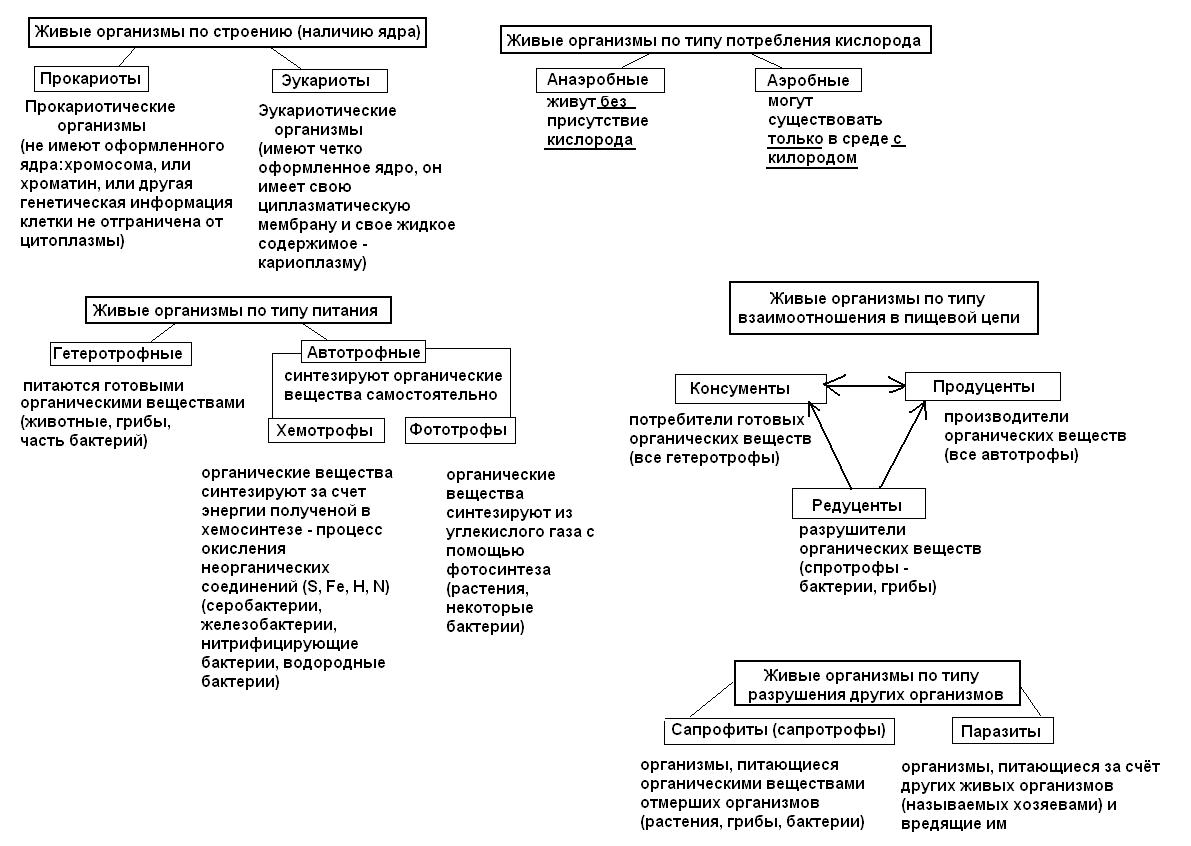 Живые организмы по строению (наличию ядра)
Прокариоты
Эукариоты
Прокариотические
организмы
(не имеют оформленного
ядра:хромосома, или
хроматин, или другая
генетическая информация
клетки не отграничена от
цитоплазмы)
Эукариотические
организмы
(имеют четко
оформленное ядро, он
имеет свою
циплазматическую
мембрану и свое жидкое
содержимое -
кариоплазму)
Живые организмы по типу потребления кислорода
Анаэробные
Аэробные
живут без
присутствие
кислорода
могут
существовать
только в среде с
килородом
Живые организмы по типу питания
Гетеротрофные
Автотрофные
питаются готовыми
органическими веществами
(животные, грибы,
часть бактерий)
синтезируют органические
вещества самостоятельно
Хемотрофы
Фототрофы
органические вещества
синтезируют за счет
энергии полученой в
хемосинтезе - процесс
окисления
неорганических
соединений (S, Fe, H, N)
(серобактерии,
железобактерии,
нитрифицирующие
бактерии, водородные
бактерии)
органические
вещества
синтезируют из
углекислого газа с
помощью
фотосинтеза
(растения,
некоторые
бактерии)
Живые организмы по типу
взаимоотношения в пищевой цепи
Консументы
Продуценты
потребители готовых
органических веществ
(все гетеротрофы)
производители
органических веществ
(все автотрофы)
Редуценты
разрушители
органических веществ
(спротрофы -
бактерии, грибы)
Живые организмы по типу
разрушения других организмов
Сапрофиты (сапротрофы)
Паразиты
организмы, питающиеся
органическими веществами
отмерших организмов
(растения, грибы, бактерии)
организмы, питающиеся за счёт
других живых организмов
(называемых хозяевами) и
вредящие им